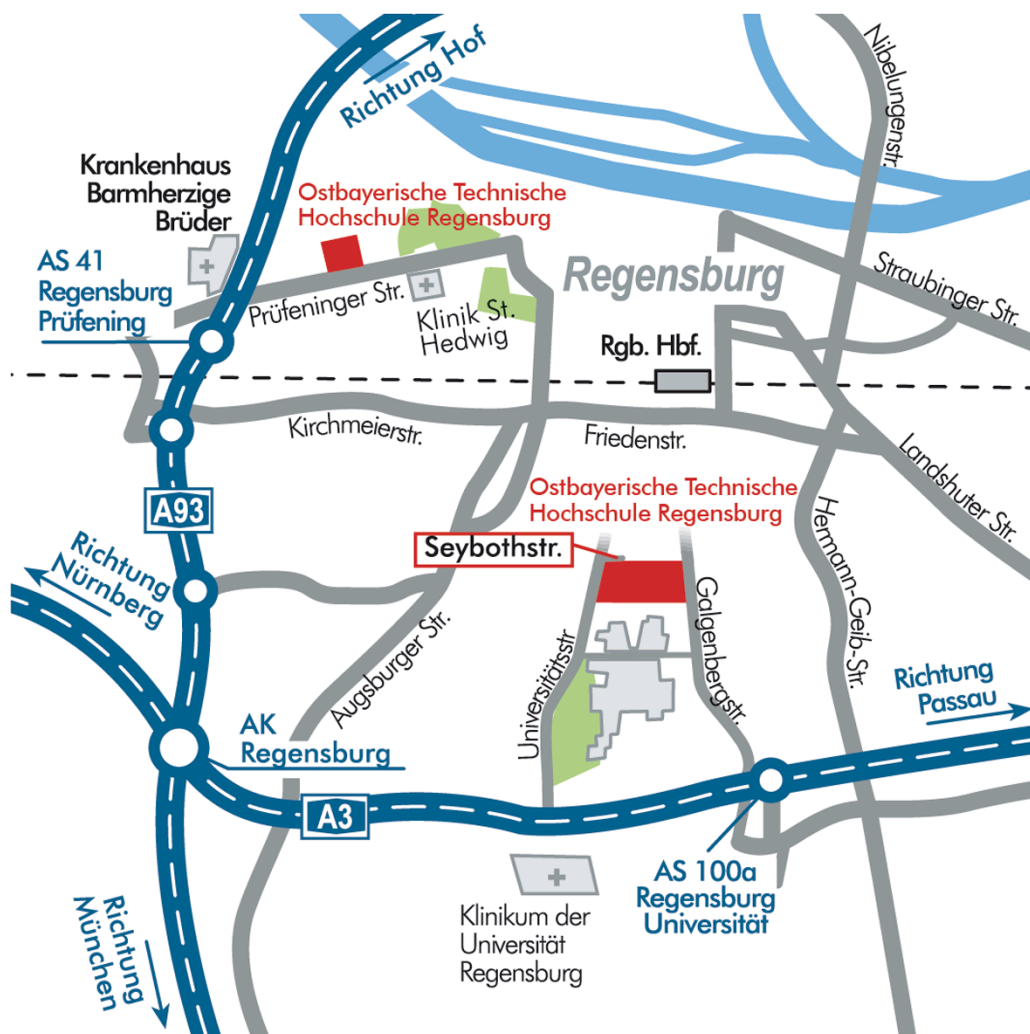 Richtung Hof
Nibelungenstr.
Krankenhaus
Barmherzige
Brüder
Ostbayerische Technische
Hochschule Regensburg
AS 41
Regensburg
Prüfening
Prüfeninger Str.
Klinik St.
Hedwig
Regensburg
Straubinger Str.
Rgb. Hbf.
Kirchmeierstr.
Friedenstr.
Landshuter Str.
Ostbayerische Technische
Hochschule Regensburg
A93
Seybothstr.
Hermann-Geib-Str.
Richtung
Nürnberg
Augsburger Str.
Universitätsstr
Galgenbergstr.
Richtung
Passau
AK
Regensburg
A3
AS 100a
Regensburg
Universität
Klinikum der
Universität
Regensburg
Richtung
München